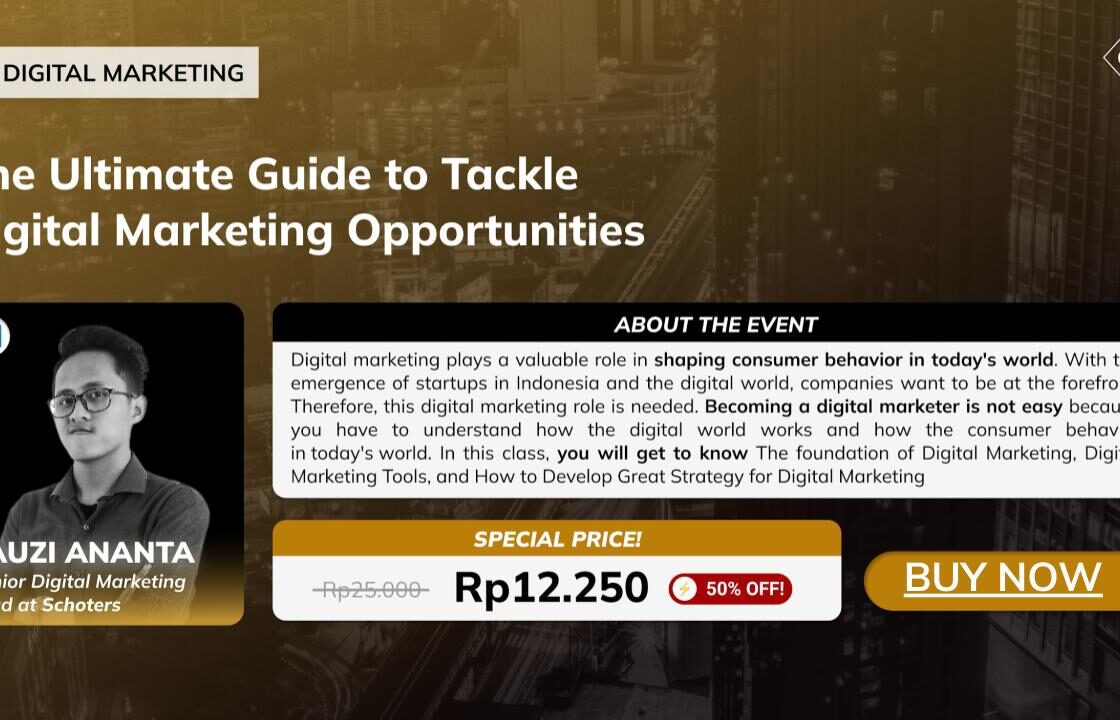 DIGITAL MARKETING
ne Ultimate Guide to Tackle
gital Marketing Opportunities
ABOUT THE EVENT
Digital marketing plays a valuable role in shaping consumer behavior in today's world. With t
emergence of startups in Indonesia and the digital world, companies want to be at the forefro
Therefore, this digital marketing role is needed. Becoming a digital marketer is not easy becau
you have to understand how the digital world works and how the consumer behav
in today's world. In this class, you will get to know The foundation of Digital Marketing, Digi
Marketing Tools, and How to Develop Great Strategy for Digital Marketing
AUZI ANANTA
nior Digital Marketing
d at Schoters
SPECIAL PRICE!
Rp25.000 Rp12.250 50% OFF!
BUY NOW